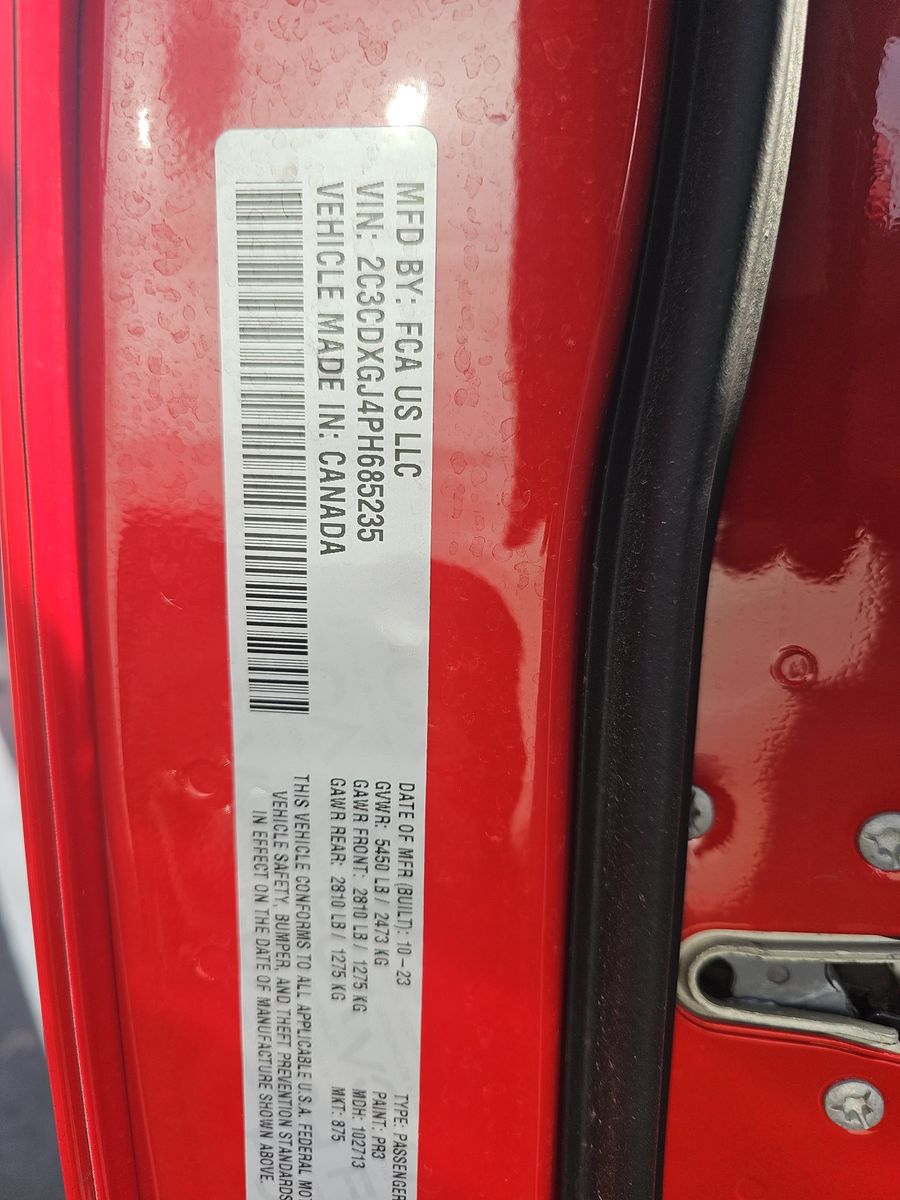 MFD BY: FCA US LLC
VIN: 2C3CDXGJ4PH685235
VEHICLE MADE IN: CANADA
DATE OF MFR (BUILT): 10-23
GVWR: 5450 LB / 2473 KG
GAWR FRONT: 2810 LB / 1275 KG
GAWR REAR: 2810 LB / 1275 KG
TYPE: PASSENGER
PAINT: PR3
MDH: 102713
MKT: 875
THIS VEHICLE CONFORMS TO ALL APPLICABLE U.S.A. FEDERAL MOT
VEHICLE SAFETY, BUMPER, AND THEFT PREVENTION STANDARDS
IN EFFECT ON THE DATE OF MANUFACTURE SHOWN ABOVE.